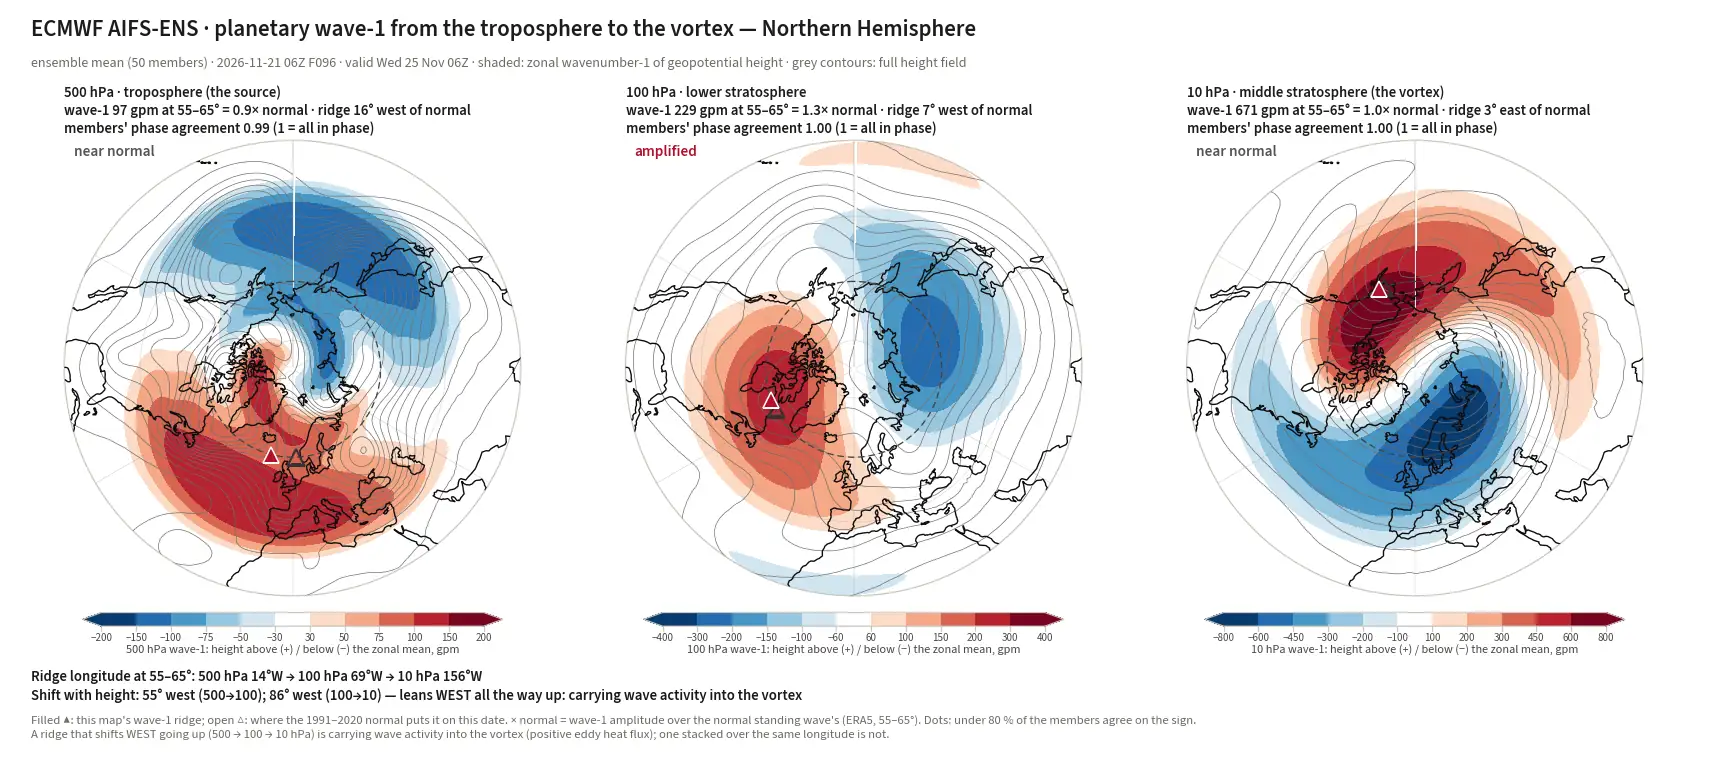 ECMWF AIFS-ENS · planetary wave-1 from the troposphere to the vortex — Northern Hemisphere
ensemble mean (50 members) · 2026-11-21 06Z F096 · valid Wed 25 Nov 06Z · shaded: zonal wavenumber-1 of geopotential height · grey contours: full height field
500 hPa · troposphere (the source)
wave-1 97 gpm at 55–65° = 0.9× normal · ridge 16° west of normal
members' phase agreement 0.99 (1 = all in phase)
near normal
100 hPa · lower stratosphere
wave-1 229 gpm at 55–65° = 1.3× normal · ridge 7° west of normal
members' phase agreement 1.00 (1 = all in phase)
amplified
10 hPa · middle stratosphere (the vortex)
wave-1 671 gpm at 55–65° = 1.0× normal · ridge 3° east of normal
members' phase agreement 1.00 (1 = all in phase)
near normal
−200 −150 −100 −75 −50 −30 30 50 75 100 150 200
500 hPa wave-1: height above (+) / below (−) the zonal mean, gpm
−400 −300 −200 −150 −100 −60 60 100 150 200 300 400
100 hPa wave-1: height above (+) / below (−) the zonal mean, gpm
−800 −600 −450 −300 −200 −100 100 200 300 450 600 800
10 hPa wave-1: height above (+) / below (−) the zonal mean, gpm
Ridge longitude at 55–65°: 500 hPa 14°W → 100 hPa 69°W → 10 hPa 156°W
Shift with height: 55° west (500→100); 86° west (100→10) — leans WEST all the way up: carrying wave activity into the vortex
Filled ▲: this map's wave-1 ridge; open △: where the 1991–2020 normal puts it on this date. × normal = wave-1 amplitude over the normal standing wave's (ERA5, 55–65°). Dots: under 80 % of the members agree on the sign.
A ridge that shifts WEST going up (500 → 100 → 10 hPa) is carrying wave activity into the vortex (positive eddy heat flux); one stacked over the same longitude is not.